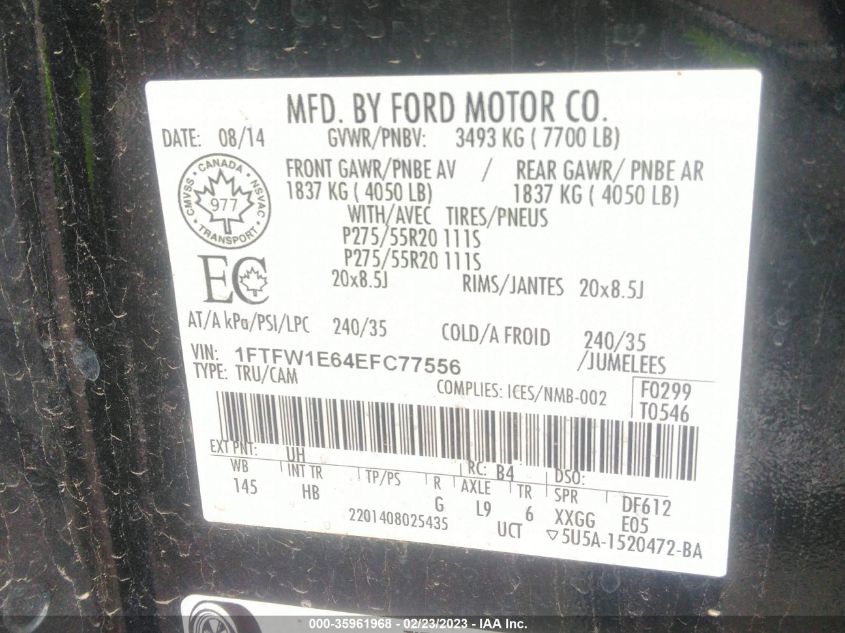 MFD. BY FORD MOTOR CO.
DATE: 08/14 GVWR/PNBV: 3493 KG ( 7700 LB)
FRONT GAWR/PNBE AV / REAR GAWR/ PNBE AR
1837 KG ( 4050 LB) 1837 KG ( 4050 LB)
CMVSS · CANADA · NSVAC
977
TRANSPORT
WITH/AVEC TIRES/PNEUS
P275/55R20 111S
P275/55R20 111S
EC
20x8.5J RIMS/JANTES 20x8.5J
AT/A kPa/PSI/LPC 240/35 COLD/A FROID 240/35
VIN: 1FTFW1E64EFC77556 /JUMELEES
TYPE: TRU/CAM COMPLIES: ICES/NMB-002 F0299
T0546
EXT PNT: UH RC: B4 DSO:
WB INT TR TP/PS R AXLE TR SPR DF612
145 HB G L9 6 XXGG E05
2201408025435 UCT ▽5U5A-1520472-BA
000-35961968 - 02/23/2023 - IAA Inc.